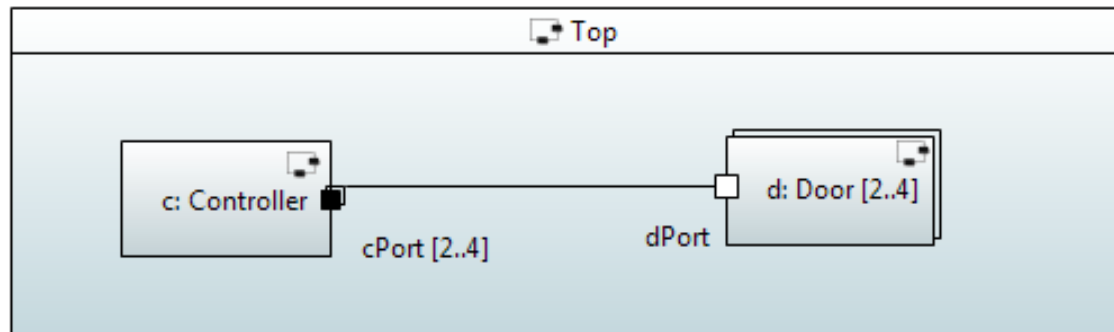 Top
c: Controller
d: Door [2..4]
cPort [2..4]
dPort